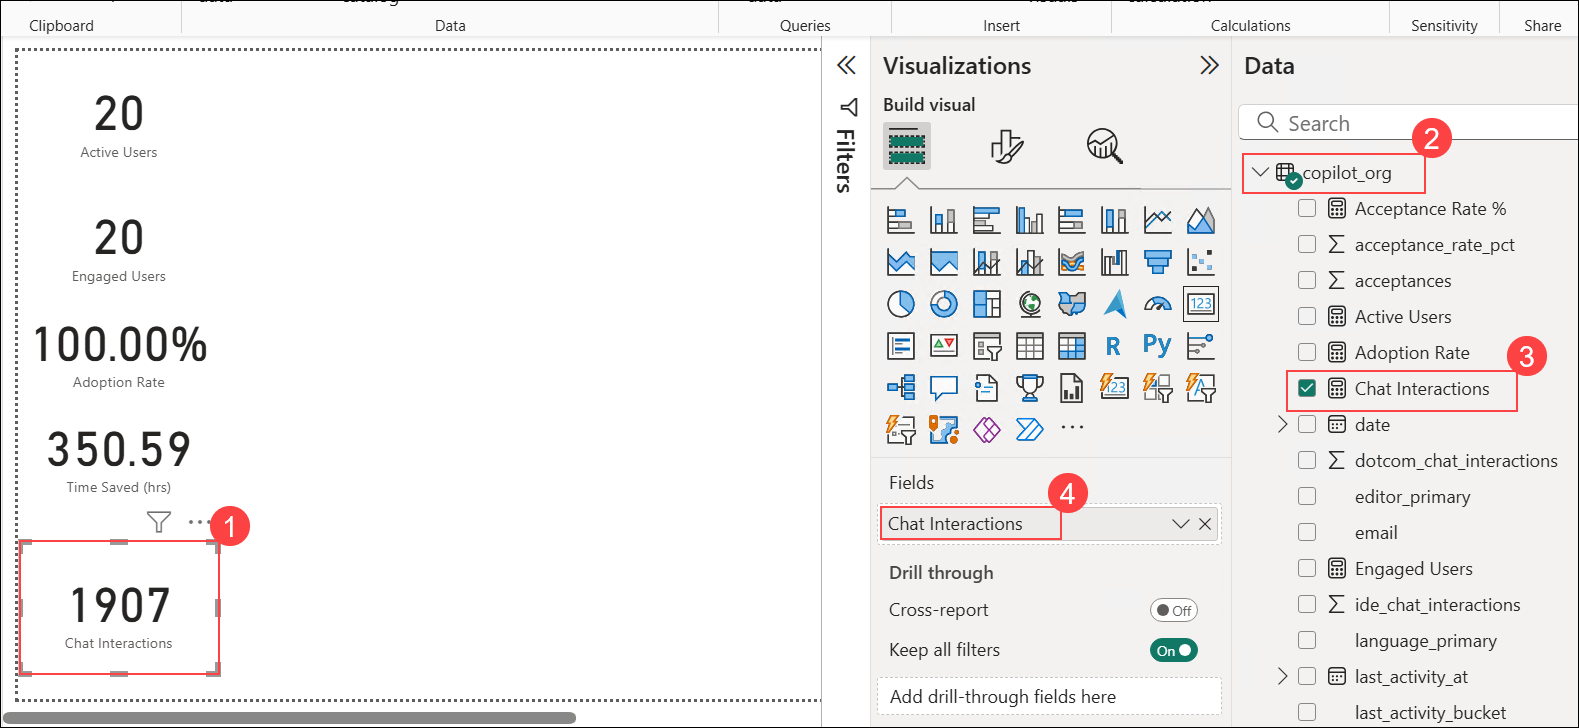 Clipboard
Data
Queries
Insert
Calculations
Sensitivity
Share
20
Active Users
20
Engaged Users
100.00%
Adoption Rate
350.59
Time Saved (hrs)
1
1907
Chat Interactions
Filters
Visualizations
Build visual
123
R
Py
123
Fields
Chat Interactions
4
Drill through
Cross-report
Off
Keep all filters
On
Add drill-through fields here
Data
Search
2
copilot_org
Acceptance Rate %
acceptance_rate_pct
acceptances
Active Users
Adoption Rate
3
Chat Interactions
date
dotcom_chat_interactions
editor_primary
email
Engaged Users
ide_chat_interactions
language_primary
last_activity_at
last_activity_bucket